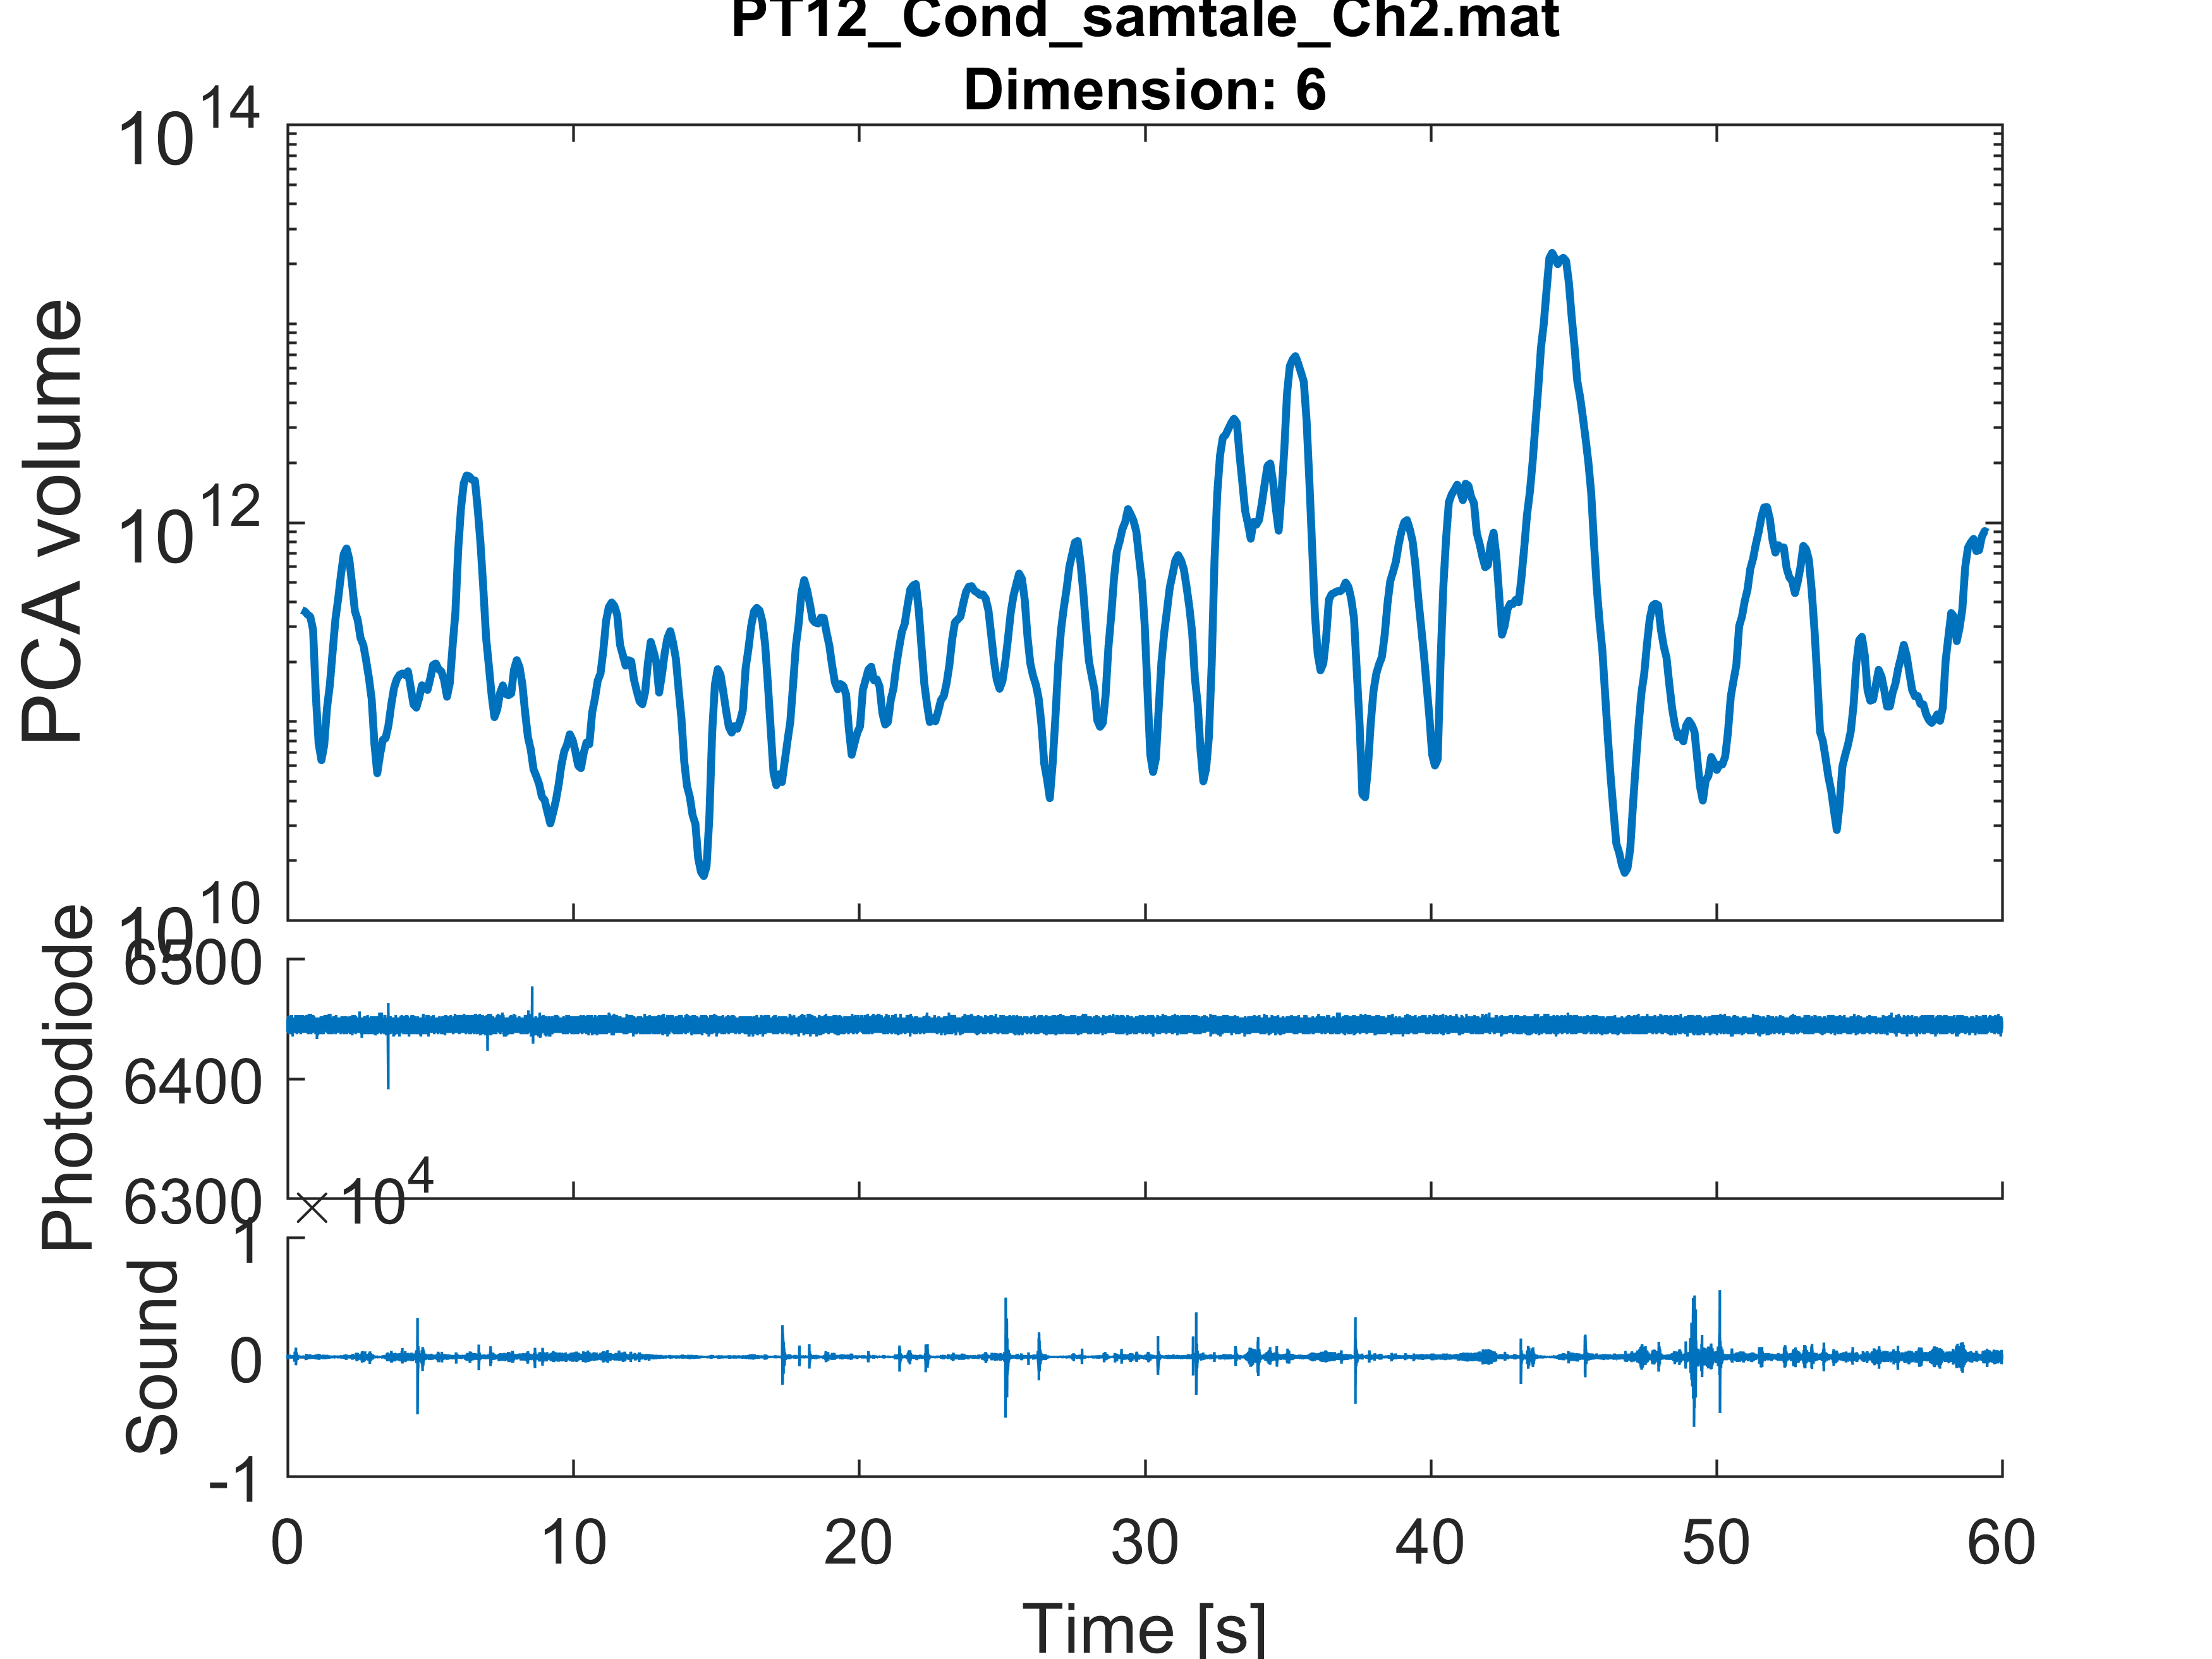 PT12_Cond_samtale_Ch2.mat
Dimension: 6
PCA volume
10^14
10^12
10^10
Photodiode
6500
6400
6300
×10^4
Sound
1
0
-1
0 10 20 30 40 50 60
Time [s]